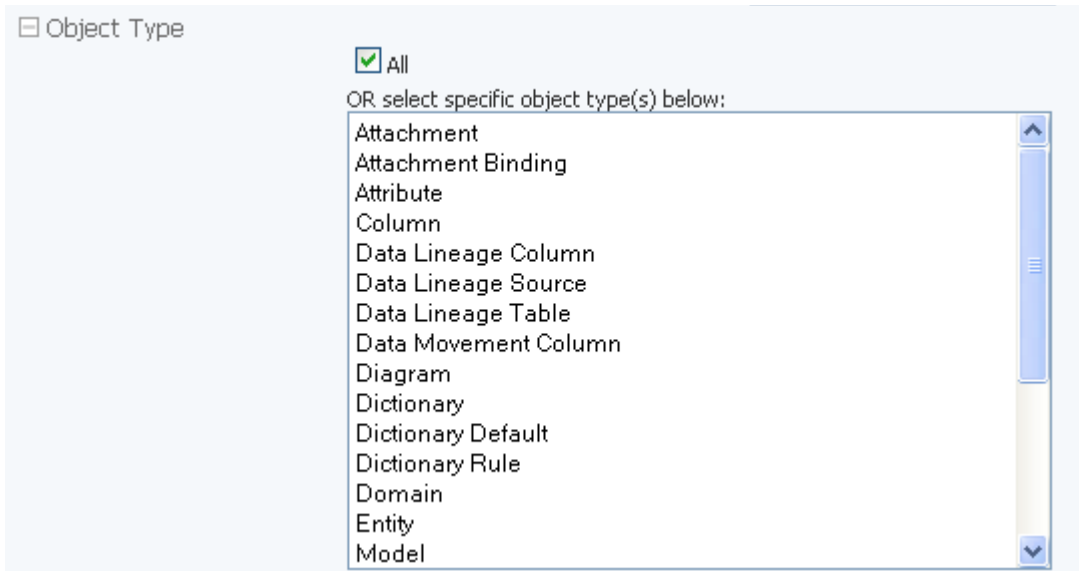 Object Type
All
OR select specific object type(s) below:
Attachment
Attachment Binding
Attribute
Column
Data Lineage Column
Data Lineage Source
Data Lineage Table
Data Movement Column
Diagram
Dictionary
Dictionary Default
Dictionary Rule
Domain
Entity
Model